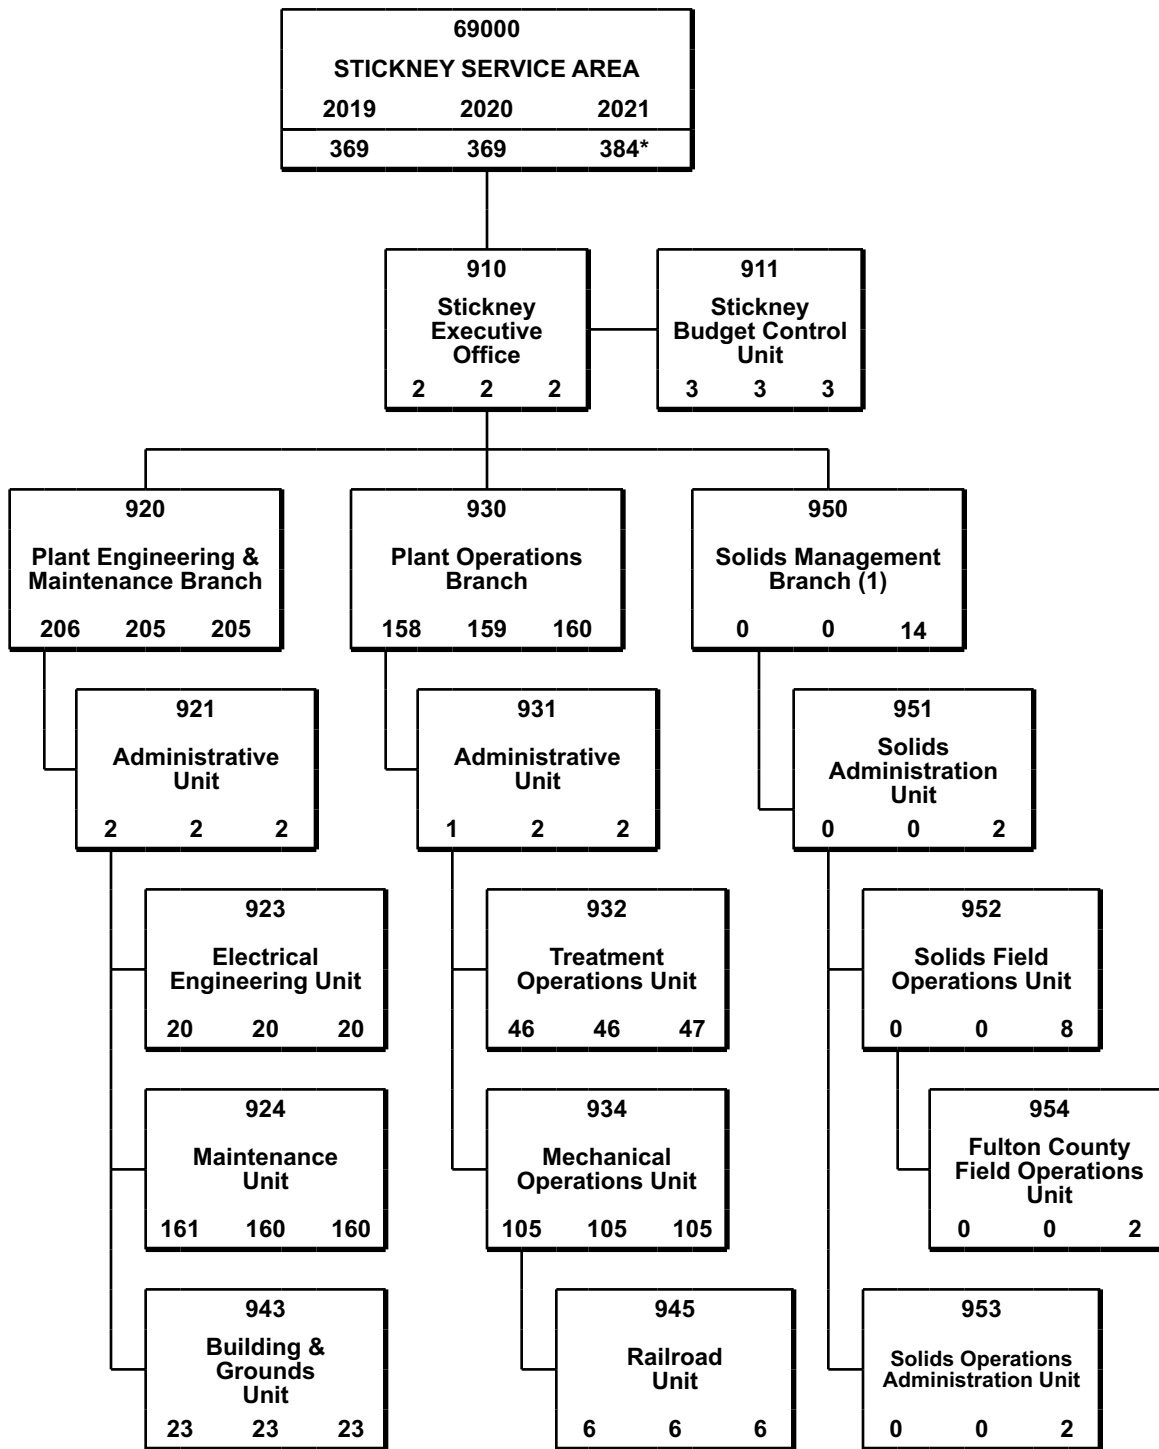 69000
STICKNEY SERVICE AREA
2019 2020 2021
369 369 384*
910
Stickney
Executive
Office
2 2 2
911
Stickney
Budget Control
Unit
3 3 3
920
Plant Engineering &
Maintenance Branch
206 205 205
930
Plant Operations
Branch
158 159 160
950
Solids Management
Branch (1)
0 0 14
921
Administrative
Unit
2 2 2
931
Administrative
Unit
1 2 2
951
Solids
Administration
Unit
0 0 2
923
Electrical
Engineering Unit
20 20 20
932
Treatment
Operations Unit
46 46 47
952
Solids Field
Operations Unit
0 0 8
924
Maintenance
Unit
161 160 160
934
Mechanical
Operations Unit
105 105 105
954
Fulton County
Field Operations
Unit
0 0 2
943
Building &
Grounds
Unit
23 23 23
945
Railroad
Unit
6 6 6
953
Solids Operations
Administration Unit
0 0 2